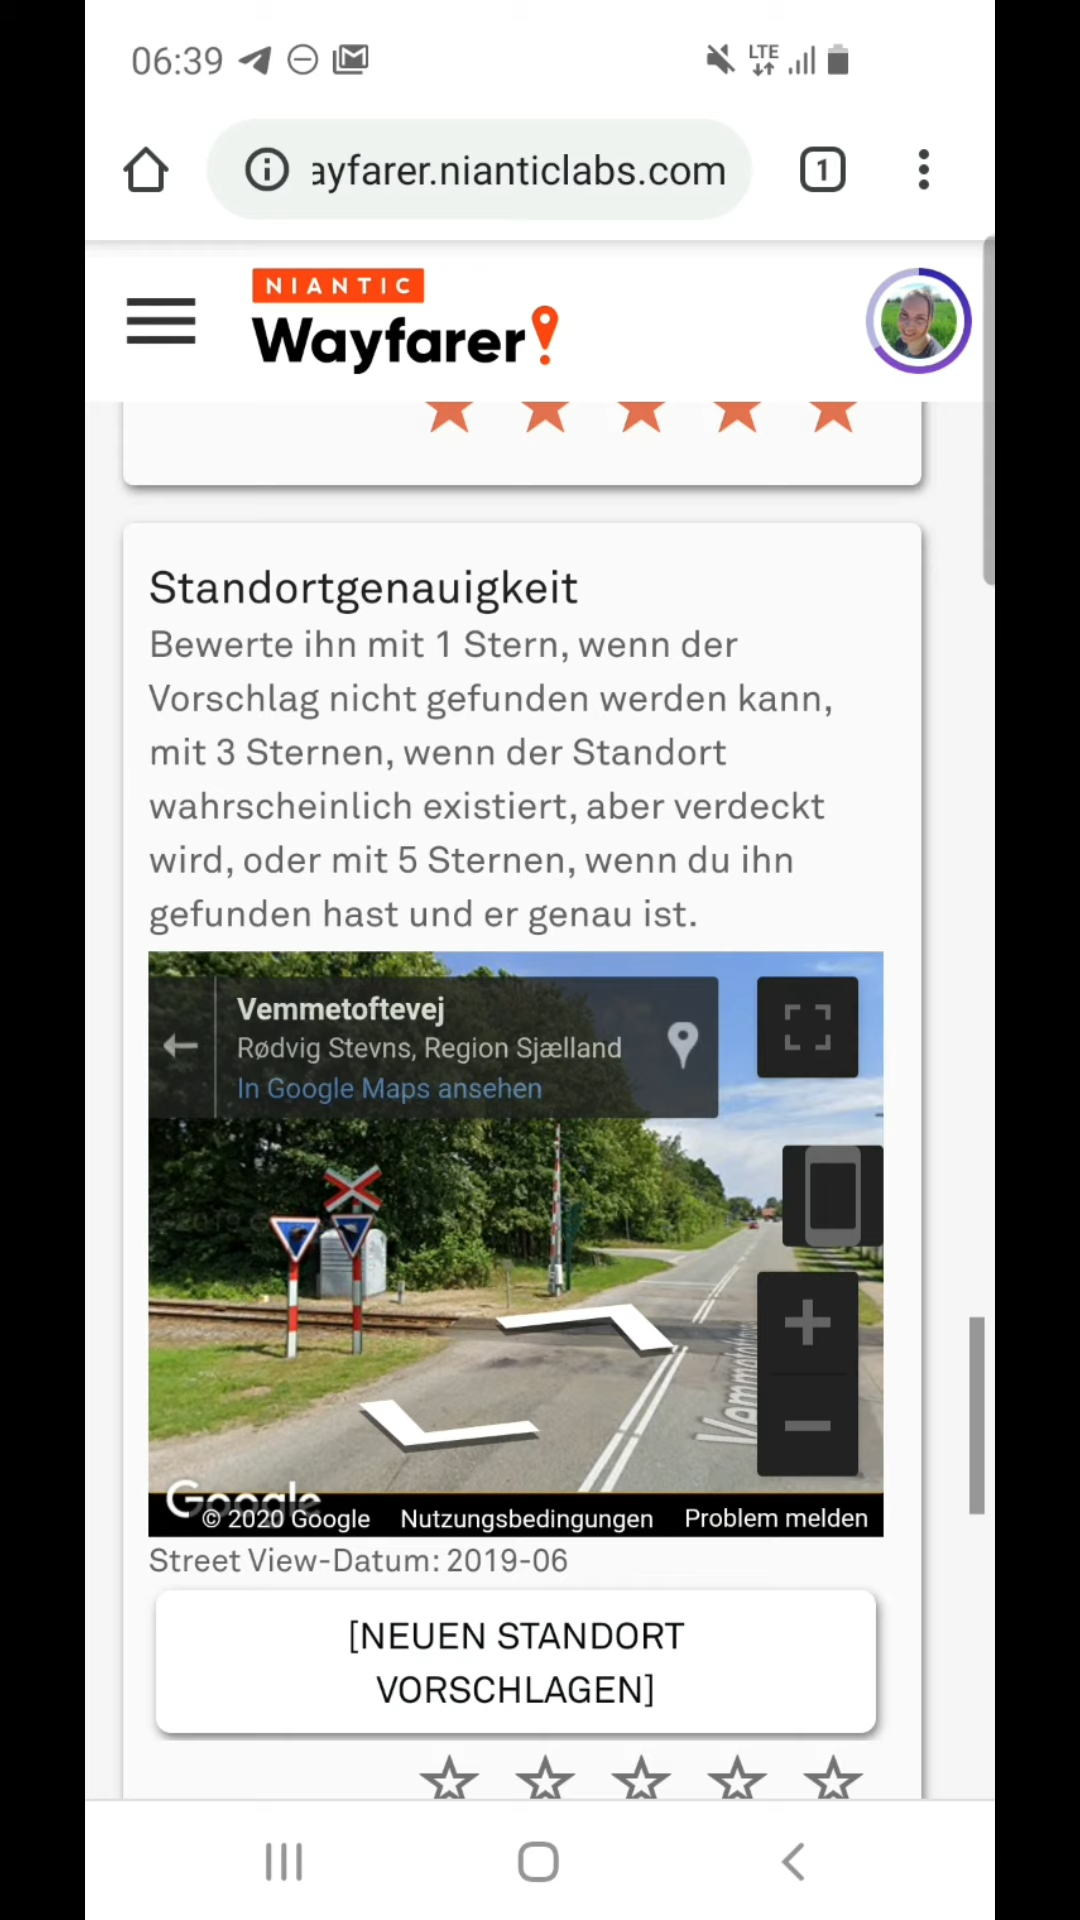 06:39
LTE
ayfarer.nianticlabs.com
1
NIANTIC
Wayfarer
Standortgenauigkeit
Bewerte ihn mit 1 Stern, wenn der
Vorschlag nicht gefunden werden kann,
mit 3 Sternen, wenn der Standort
wahrscheinlich existiert, aber verdeckt
wird, oder mit 5 Sternen, wenn du ihn
gefunden hast und er genau ist.
Vemmetoftevej
Rødvig Stevns, Region Sjælland
In Google Maps ansehen
Google
© 2020 Google Nutzungsbedingungen Problem melden
Street View-Datum: 2019-06
[NEUEN STANDORT
VORSCHLAGEN]